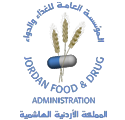 المؤسسة العامة للغذاء والدواء
JORDAN FOOD & DRUG
ADMINISTRATION
المملكة الأردنية الهاشمية